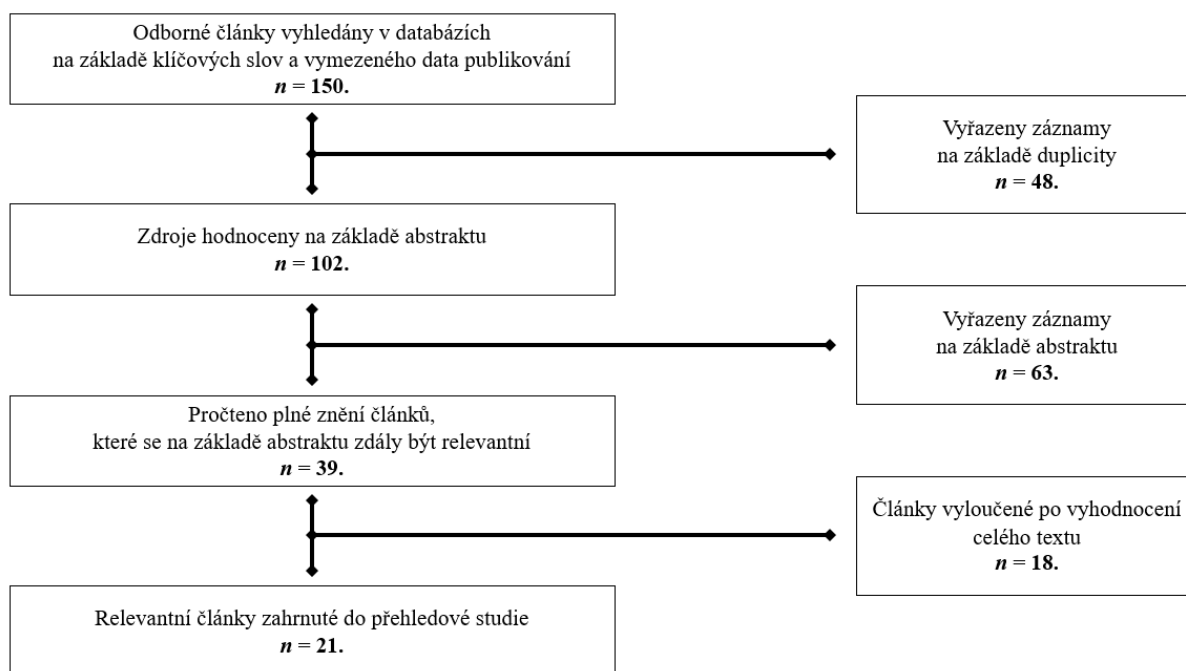 Odborné články vyhledány v databázích
na základě klíčových slov a vymezeného data publikování
n = 150.
Vyřazeny záznamy
na základě duplicity
n = 48.
Zdroje hodnoceny na základě abstraktu
n = 102.
Vyřazeny záznamy
na základě abstraktu
n = 63.
Pročteno plné znění článků,
které se na základě abstraktu zdály být relevantní
n = 39.
Články vyloučené po vyhodnocení
celého textu
n = 18.
Relevantní články zahrnuté do přehledové studie
n = 21.